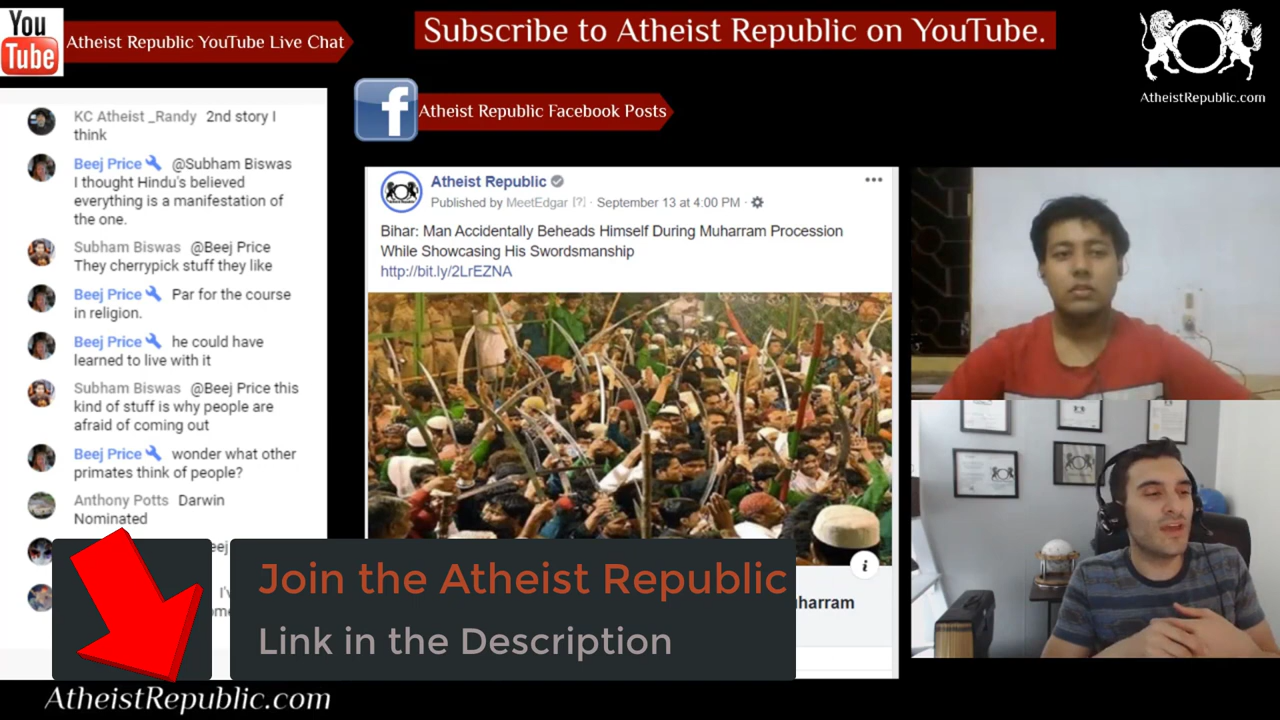 You
Tube
Atheist Republic YouTube Live Chat
Subscribe to Atheist Republic on YouTube.
AtheistRepublic.com
f
Atheist Republic Facebook Posts
KC Atheist _Randy 2nd story I
think
Beej Price @Subham Biswas
I thought Hindu's believed
everything is a manifestation of
the one.
Subham Biswas @Beej Price
They cherrypick stuff they like
Beej Price Par for the course
in religion.
Beej Price he could have
learned to live with it
Subham Biswas @Beej Price this
kind of stuff is why people are
afraid of coming out
Beej Price wonder what other
primates think of people?
Anthony Potts Darwin
Nominated
Atheist Republic
Published by MeetEdgar [?] · September 13 at 4:00 PM ·
Bihar: Man Accidentally Beheads Himself During Muharram Procession
While Showcasing His Swordsmanship
http://bit.ly/2LrEZNA
i
Join the Atheist Republic
Link in the Description
AtheistRepublic.com